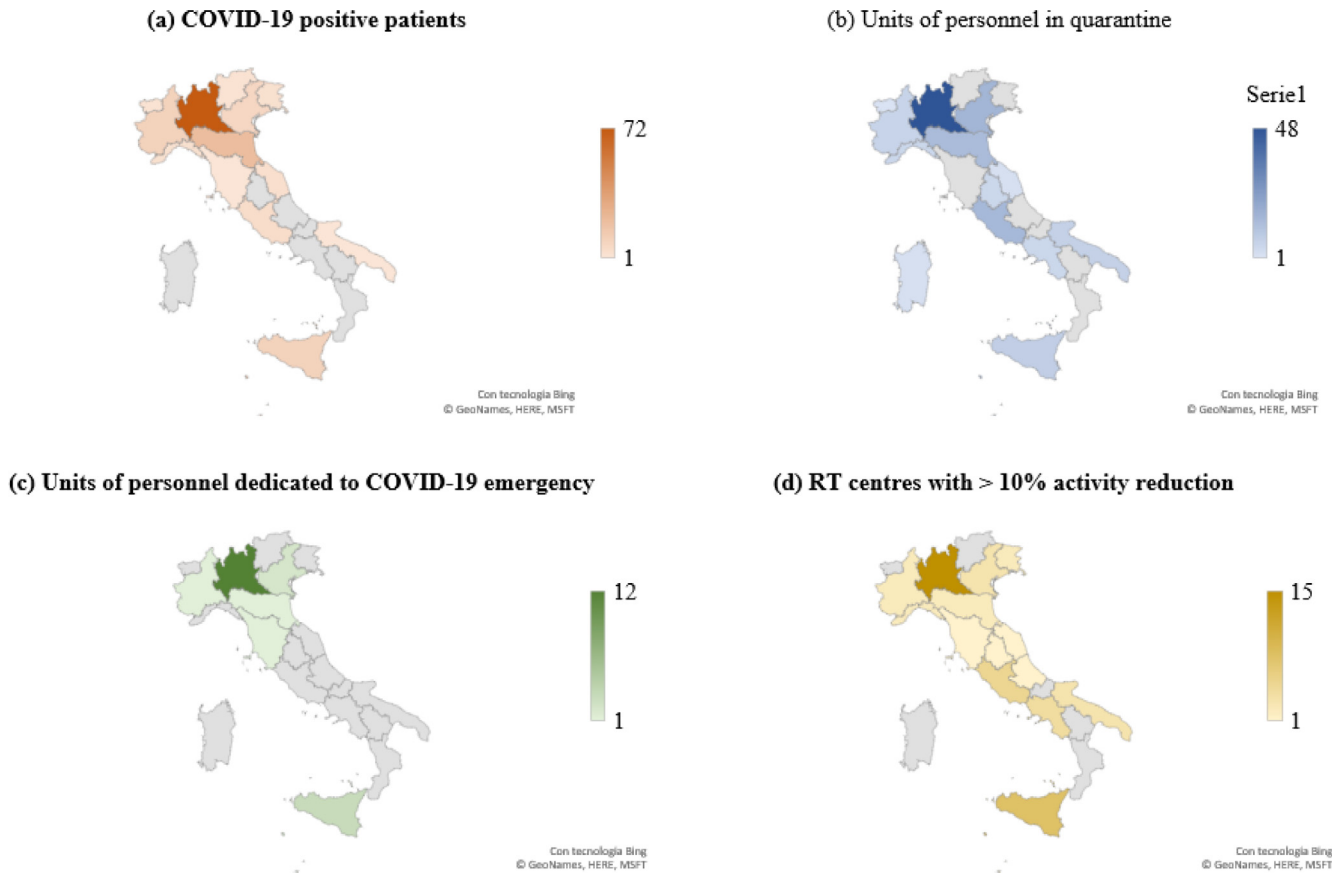 (a) COVID-19 positive patients
72
1
Con tecnologia Bing
© GeoNames, HERE, MSFT
(b) Units of personnel in quarantine
Serie1
48
1
Con tecnologia Bing
© GeoNames, HERE, MSFT
(c) Units of personnel dedicated to COVID-19 emergency
12
1
Con tecnologia Bing
© GeoNames, HERE, MSFT
(d) RT centres with > 10% activity reduction
15
1
Con tecnologia Bing
© GeoNames, HERE, MSFT